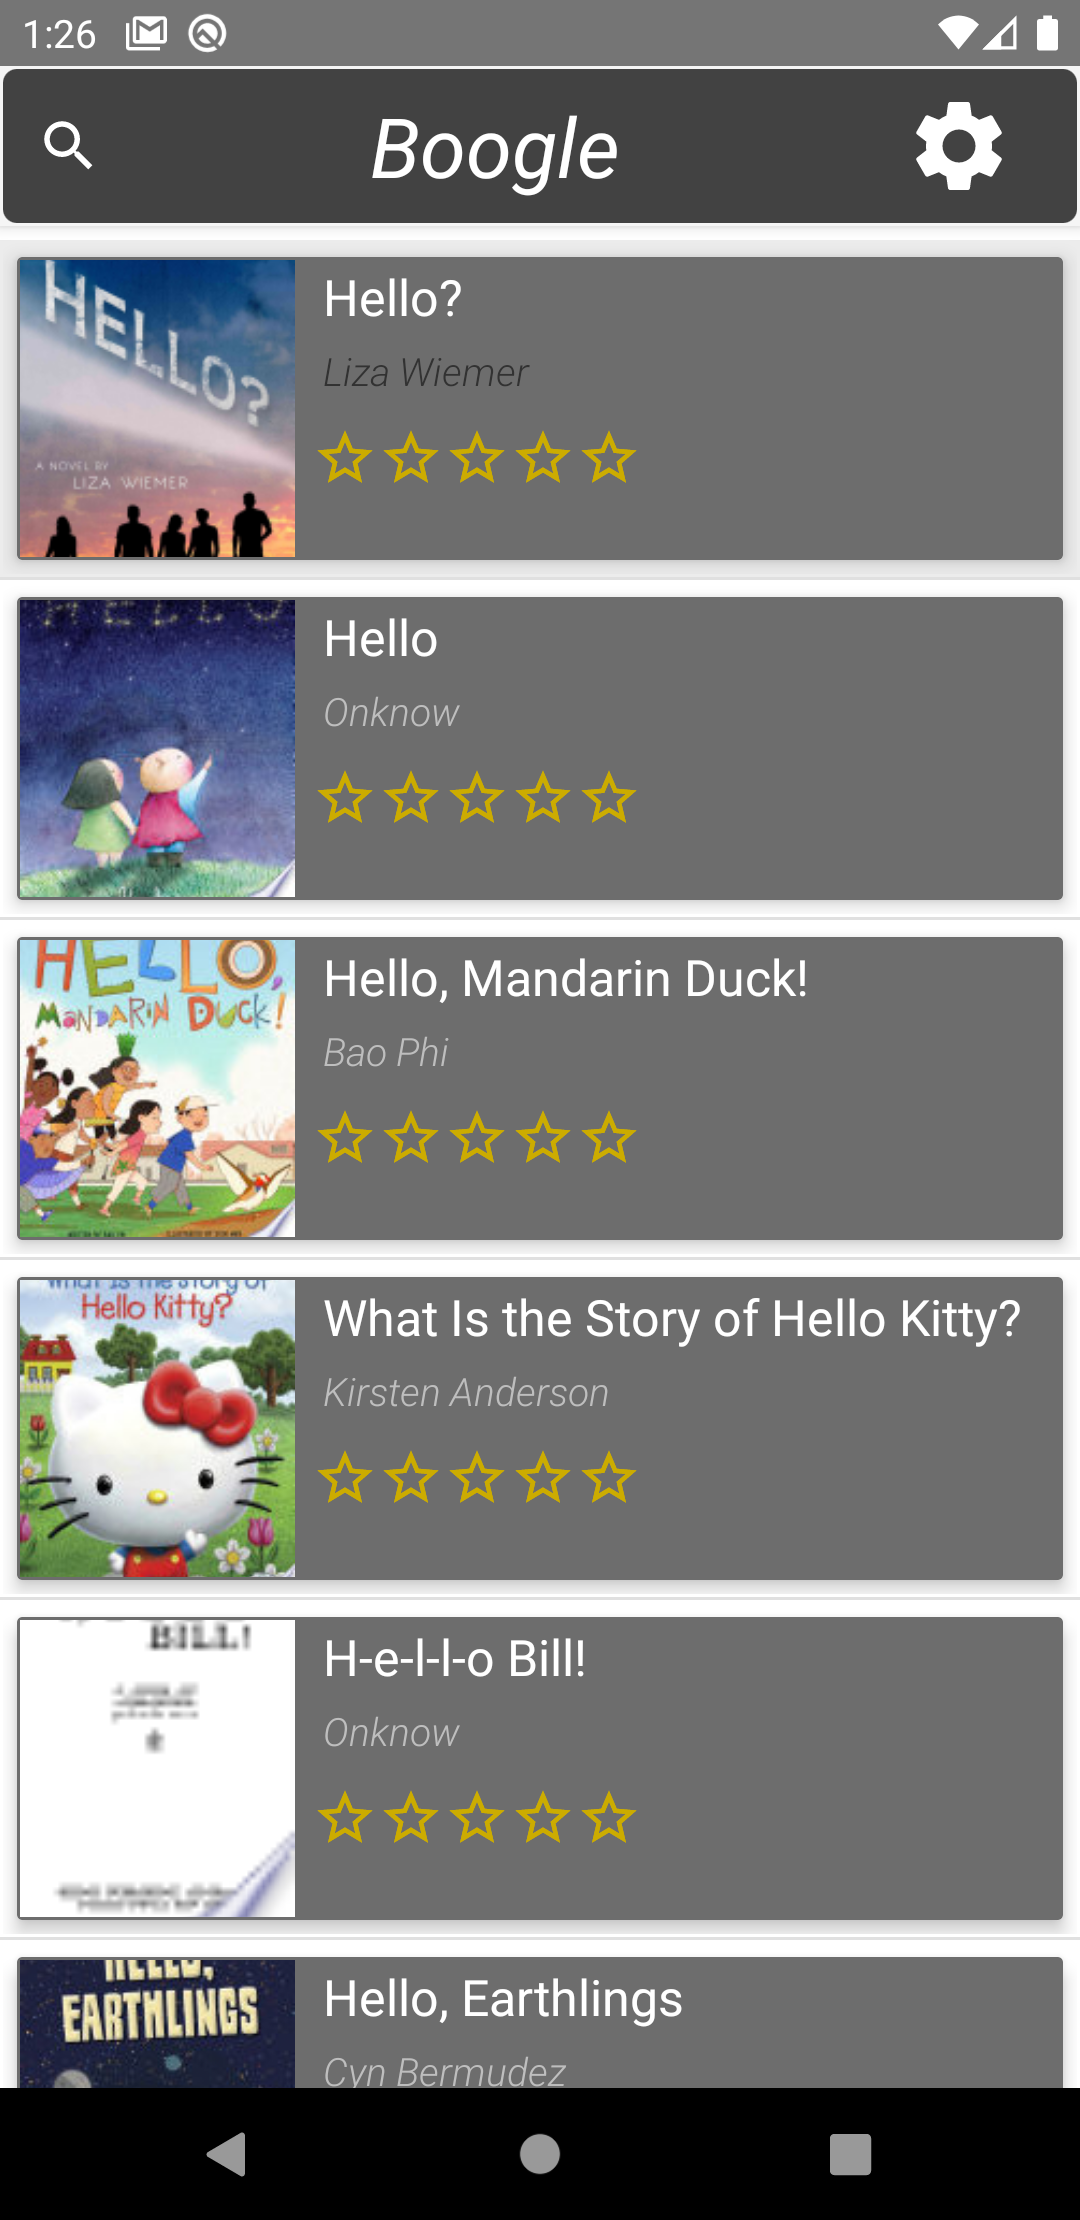 1:26
Boogle
HELLO?
A NOVEL BY
LIZA WIEMER
Hello?
Liza Wiemer
HELLO
Hello
Onknow
HELLO,
MANDARIN DUCK!
Hello, Mandarin Duck!
Bao Phi
What Is the Story of
Hello Kitty?
What Is the Story of Hello Kitty?
Kirsten Anderson
BILL!
H-e-l-l-o Bill!
Onknow
HELLO,
EARTHLINGS
Hello, Earthlings
Cyn Bermudez